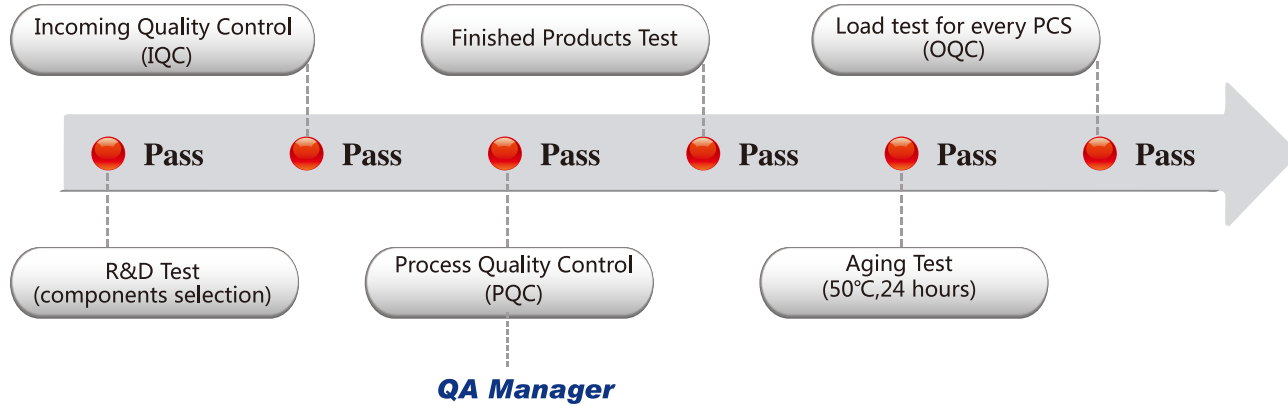 Incoming Quality Control
(IQC)
Finished Products Test
Load test for every PCS
(OQC)
Pass
Pass
Pass
Pass
Pass
Pass
R&D Test
(components selection)
Process Quality Control
(PQC)
Aging Test
(50℃,24 hours)
QA Manager